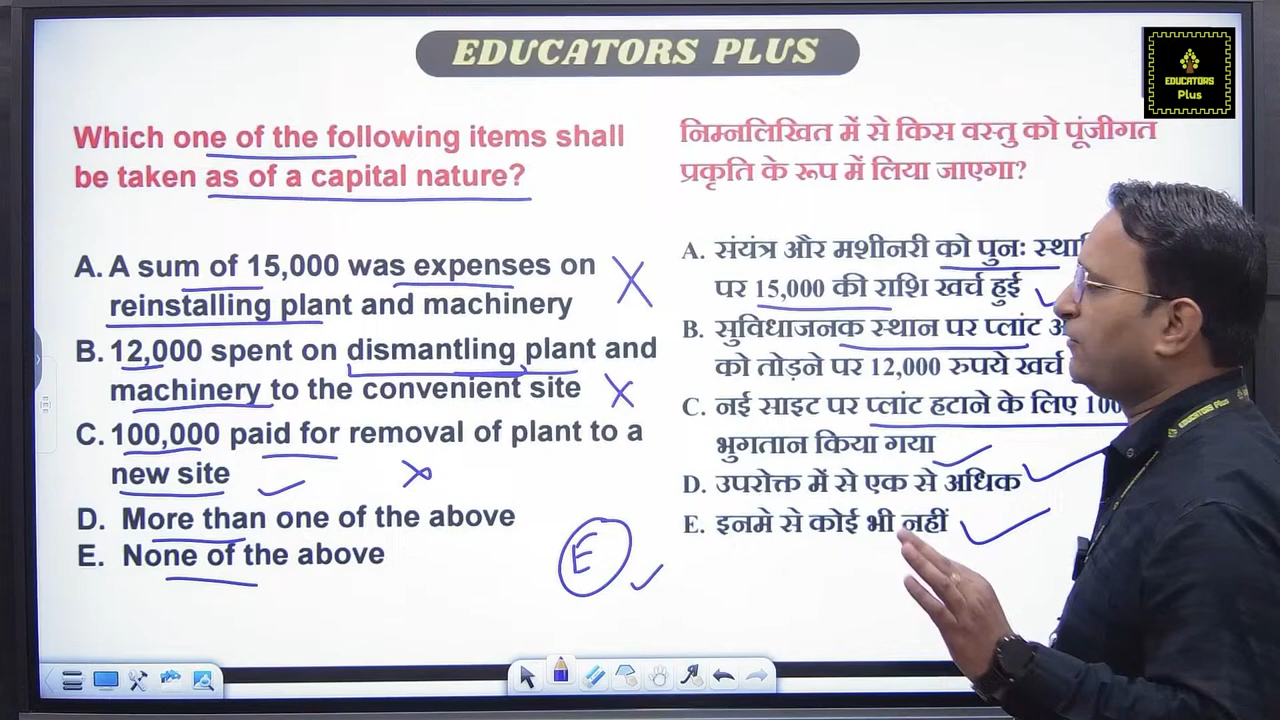 EDUCATORS PLUS
EDUCATORS
Plus
Which one of the following items shall
be taken as of a capital nature?
A. A sum of 15,000 was expenses on
reinstalling plant and machinery
B. 12,000 spent on dismantling plant and
machinery to the convenient site
C. 100,000 paid for removal of plant to a
new site
D. More than one of the above
E. None of the above
E
निम्नलिखित में से किस वस्तु को पूंजीगत
प्रकृति के रूप में लिया जाएगा?
A. संयंत्र और मशीनरी को पुनः
पर 15,000 की राशि खर्च हुई
B. सुविधाजनक स्थान पर प्लांट
को तोड़ने पर 12,000 रुपये खर्च
C. नई साइट पर प्लांट हटाने के लिए
भुगतान किया गया
D. उपरोक्त में से एक से अधिक
E. इनमे से कोई भी नहीं
EDUCATORS PLUS